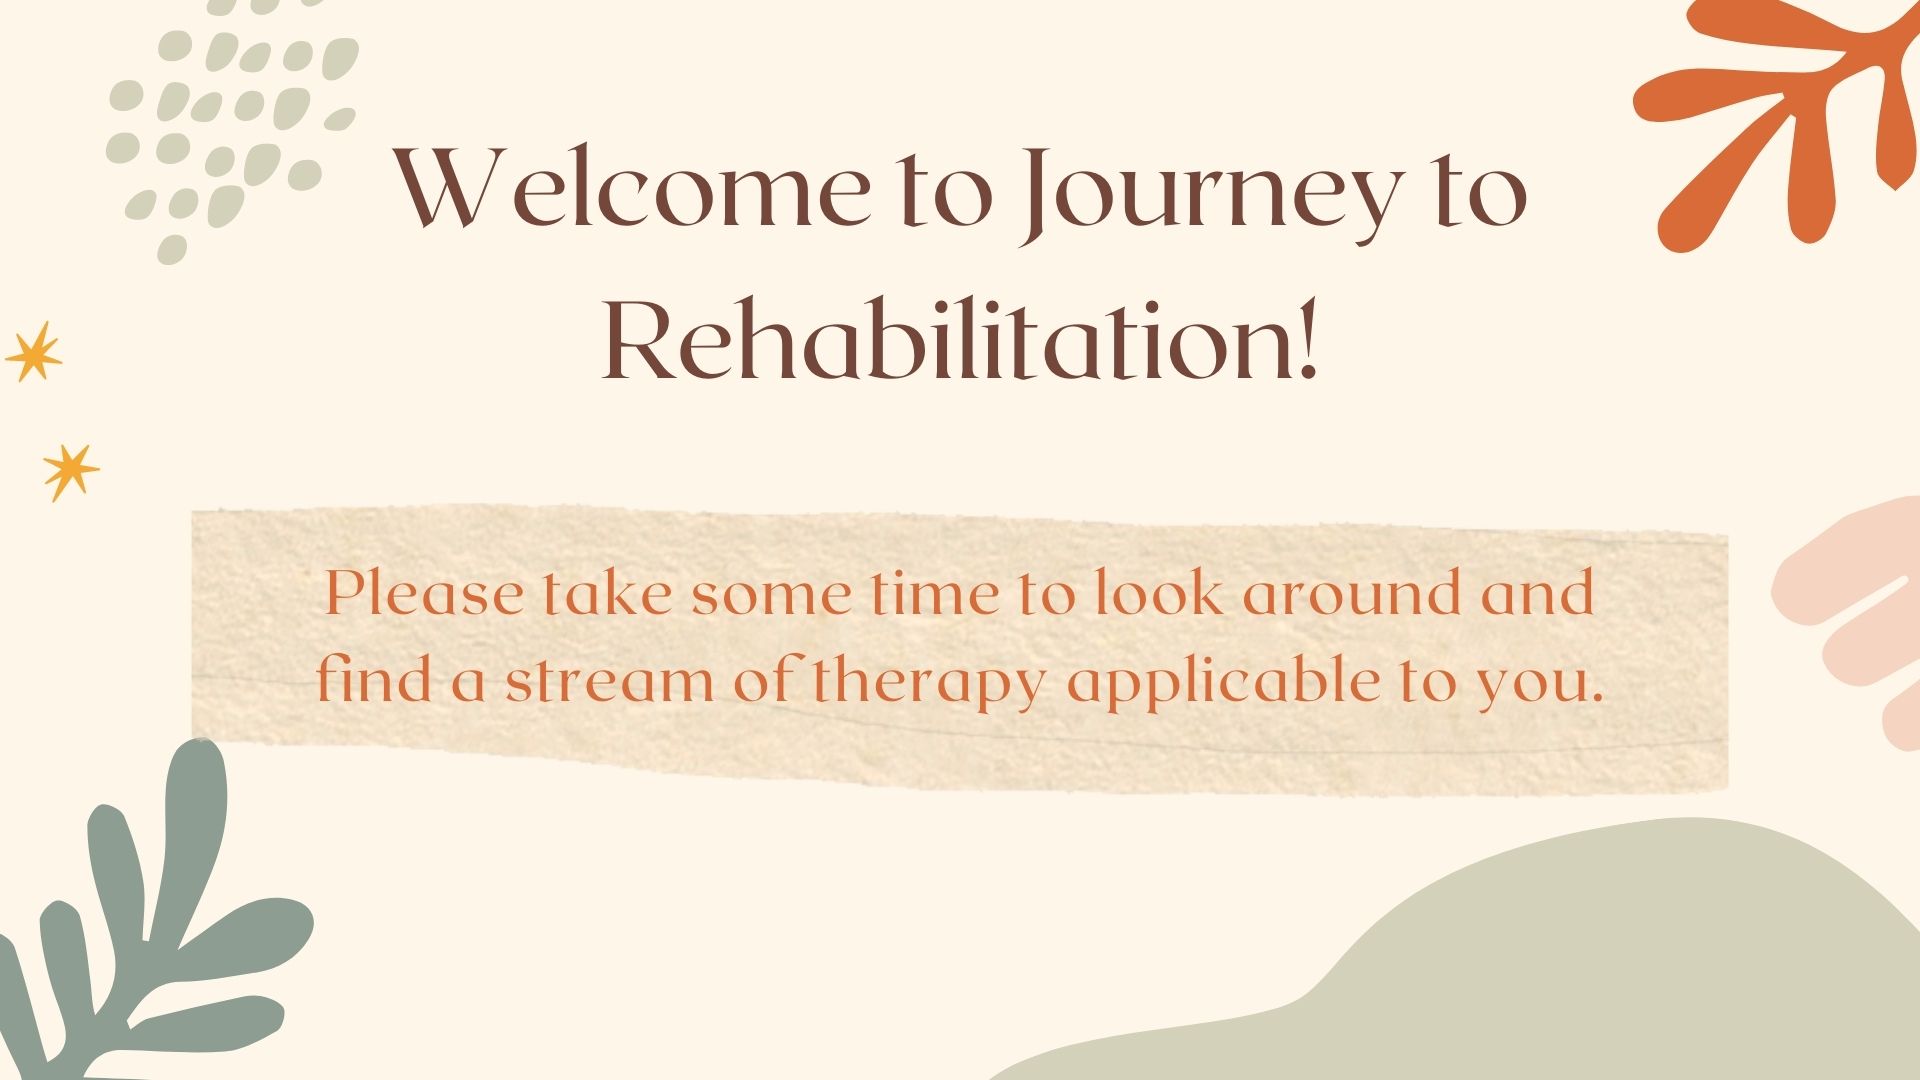 Welcome to Journey to
Rehabilitation!
Please take some time to look around and
find a stream of therapy applicable to you.